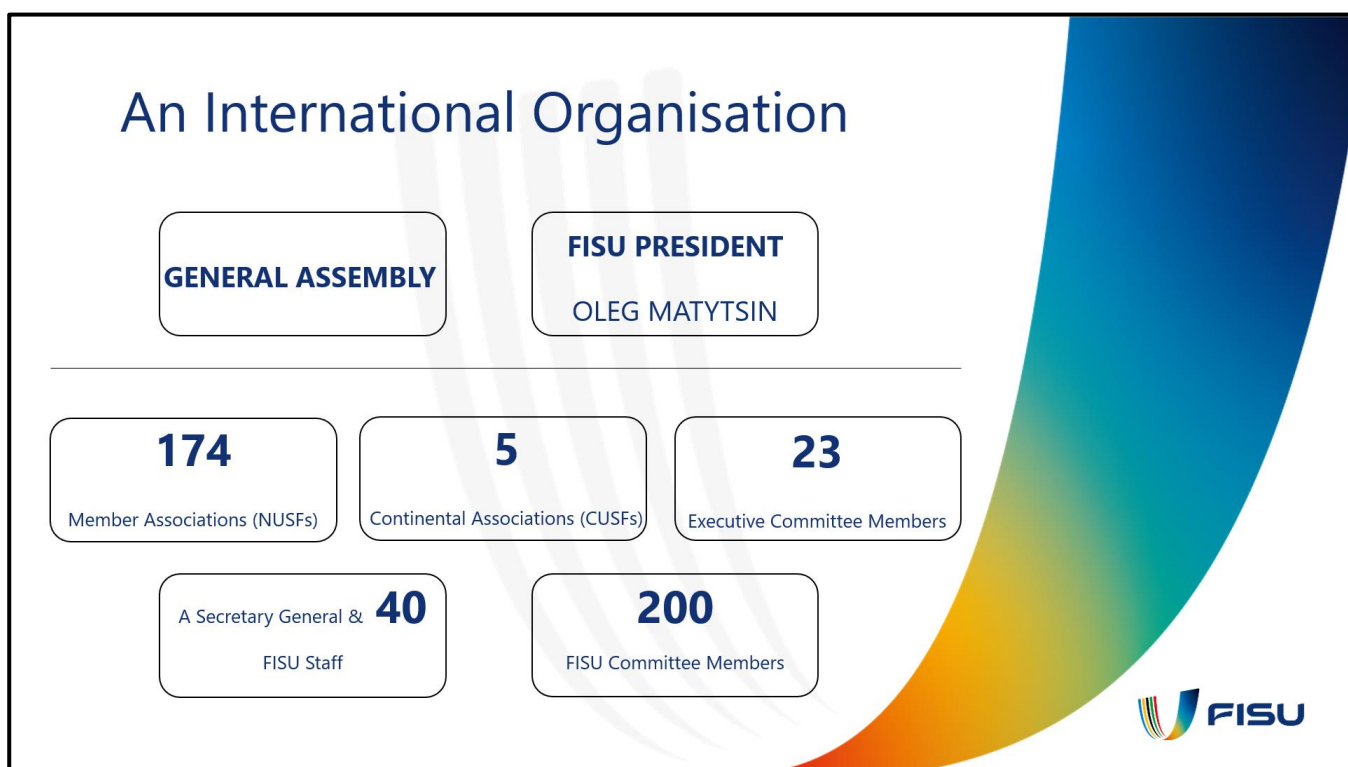 An International Organisation
GENERAL ASSEMBLY
FISU PRESIDENT
OLEG MATYTSIN
174
Member Associations (NUSFs)
5
Continental Associations (CUSFs)
23
Executive Committee Members
A Secretary General & 40
FISU Staff
200
FISU Committee Members
FISU